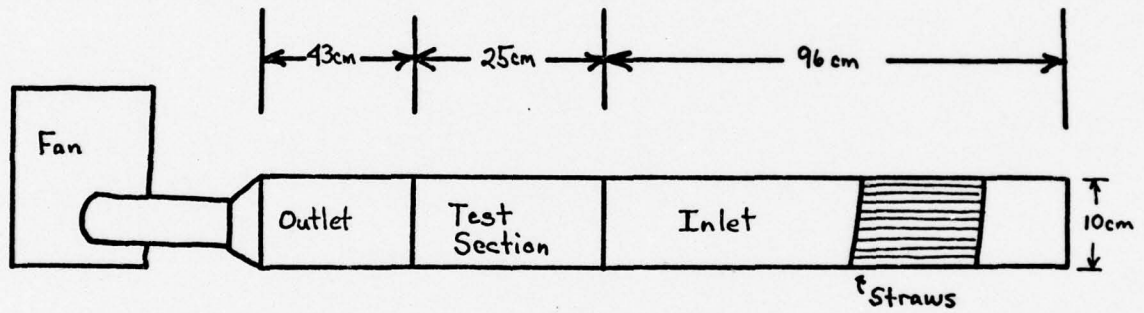 43cm
25cm
96 cm
Fan
Outlet
Test
Section
Inlet
10cm
Straws